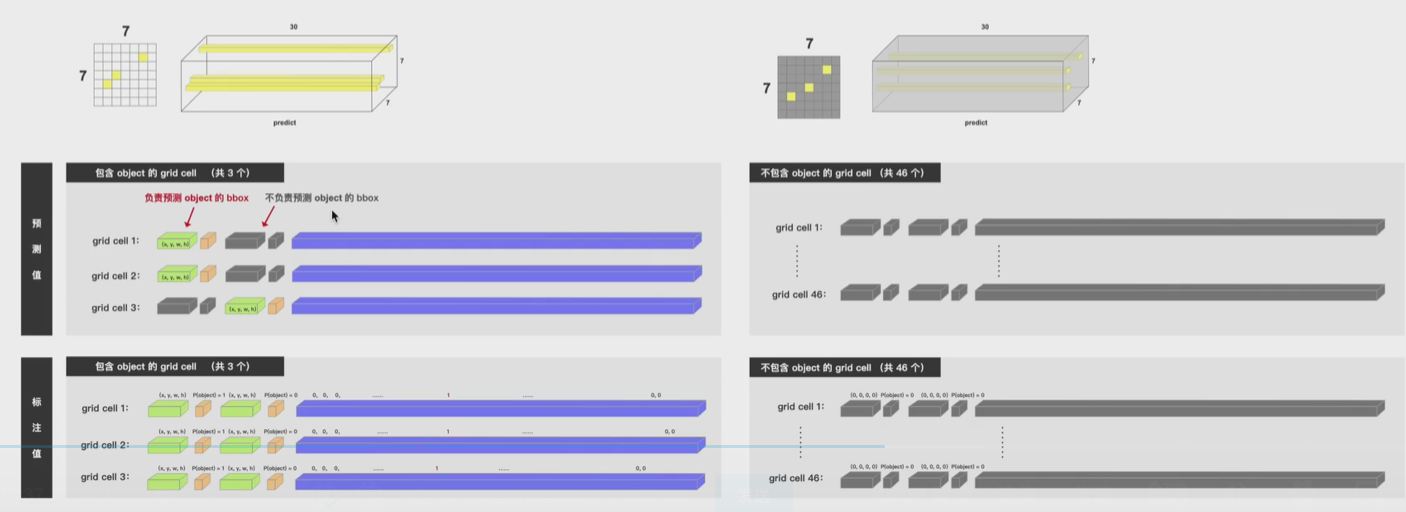 30
7
7
7
7
predict
30
7
7
7
7
predict
预测值
包含 object 的 grid cell （共 3 个）
负责预测 object 的 bbox
不负责预测 object 的 bbox
grid cell 1:
(x, y, w, h)
grid cell 2:
(x, y, w, h)
grid cell 3:
(x, y, w, h)
不包含 object 的 grid cell （共 46 个）
grid cell 1:
grid cell 46:
标注值
包含 object 的 grid cell （共 3 个）
(x, y, w, h) P(object) = 1 (x, y, w, h) P(object) = 0 0, 0, 0, ...... 1 ...... 0, 0
grid cell 1:
(x, y, w, h) P(object) = 1 (x, y, w, h) P(object) = 0 0, 0, 0, ...... 1 ...... 0, 0
grid cell 2:
(x, y, w, h) P(object) = 1 (x, y, w, h) P(object) = 0 0, 0, 0, ...... 1 ...... 0, 0
grid cell 3:
不包含 object 的 grid cell （共 46 个）
(0, 0, 0, 0) P(object) = 0 (0, 0, 0, 0) P(object) = 0
grid cell 1:
(0, 0, 0, 0) P(object) = 0 (0, 0, 0, 0) P(object) = 0
grid cell 46: